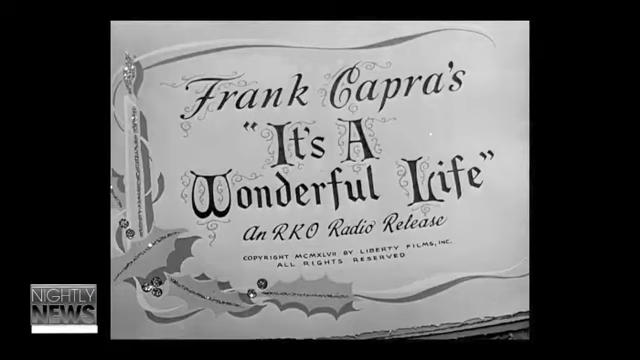 Frank Capra's
"It's A
Wonderful Life"
An RKO Radio Release
COPYRIGHT MCMXLVII BY LIBERTY FILMS, INC.
ALL RIGHTS RESERVED
NIGHTLY
NEWS